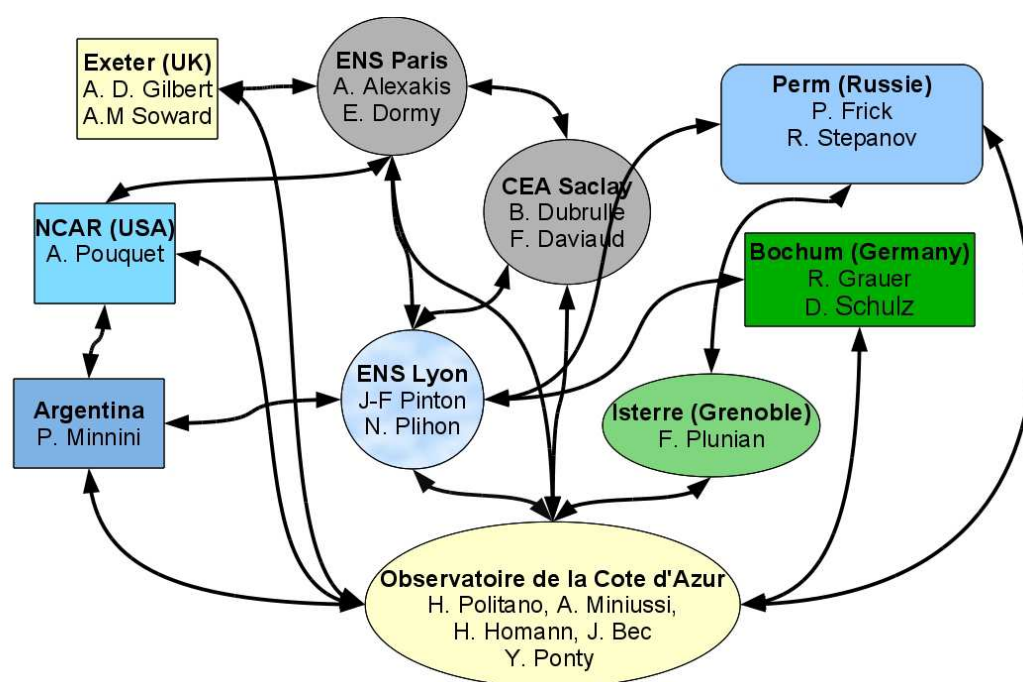 Exeter (UK)
A. D. Gilbert
A.M Soward
ENS Paris
A. Alexakis
E. Dormy
Perm (Russie)
P. Frick
R. Stepanov
CEA Saclay
B. Dubrulle
F. Daviaud
NCAR (USA)
A. Pouquet
Bochum (Germany)
R. Grauer
D. Schulz
ENS Lyon
J-F Pinton
N. Plihon
Argentina
P. Minnini
Isterre (Grenoble)
F. Plunian
Observatoire de la Cote d'Azur
H. Politano, A. Miniussi,
H. Homann, J. Bec
Y. Ponty